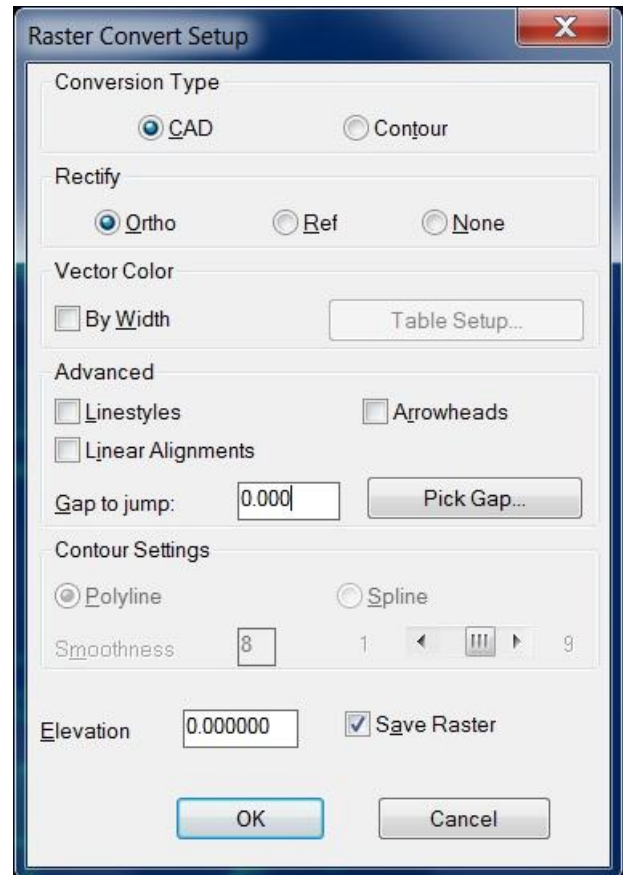 Raster Convert Setup
X
Conversion Type
CAD Contour
Rectify
Ortho Ref None
Vector Color
By Width Table Setup...
Advanced
Linestyles Arrowheads
Linear Alignments
Gap to jump: 0.000 Pick Gap...
Contour Settings
Polyline Spline
Smoothness 8 1 9
Elevation 0.000000 Save Raster
OK Cancel